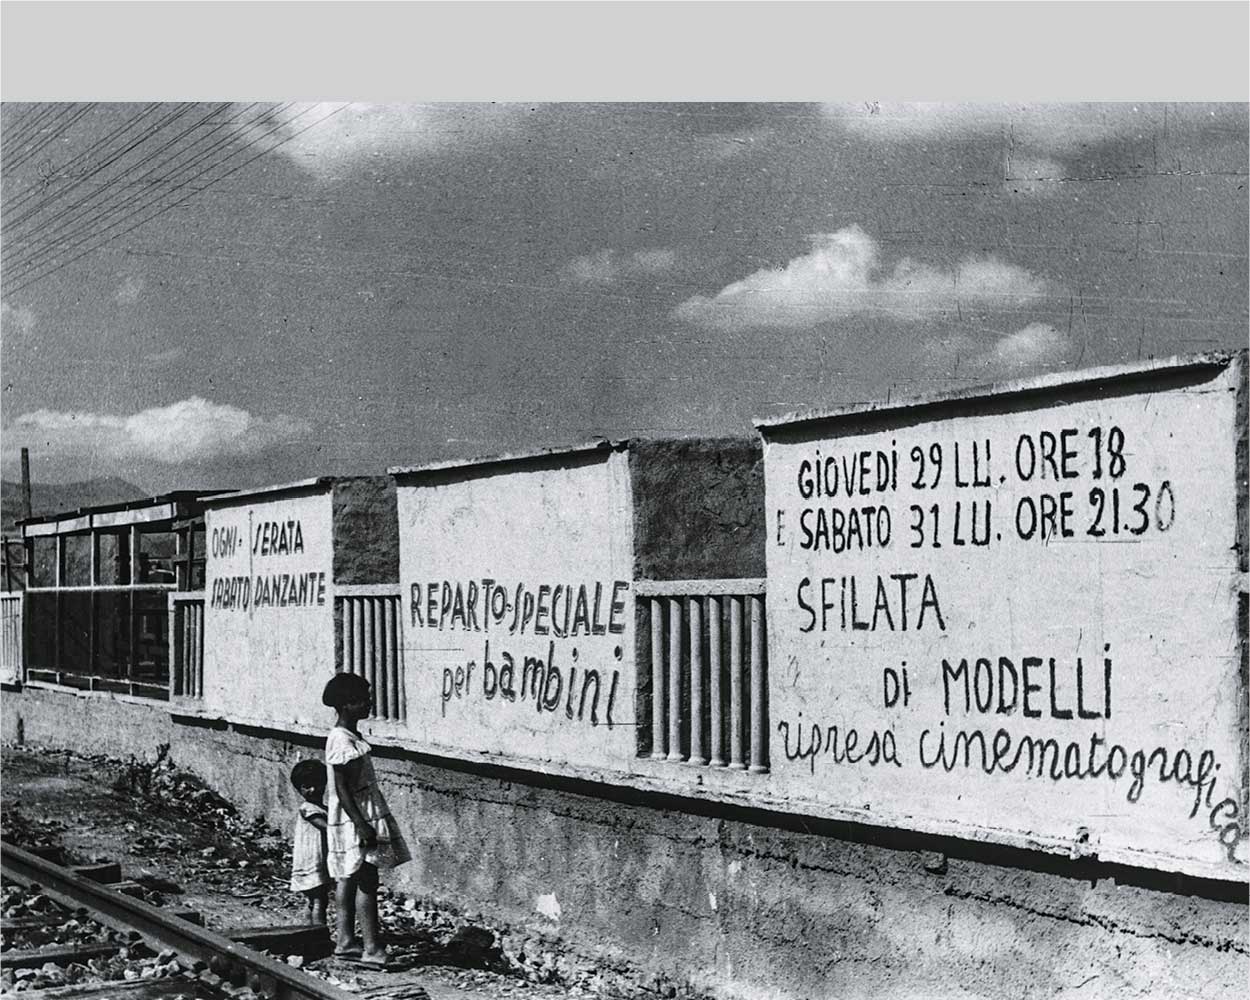 OGNI · SERATA
SABATO DANZANTE
REPARTO-SPECIALE
per bambini
GIOVEDÌ 29 LU. ORE 18
E SABATO 31 LU. ORE 21.30
SFILATA
di MODELLI
ripresa cinematografica